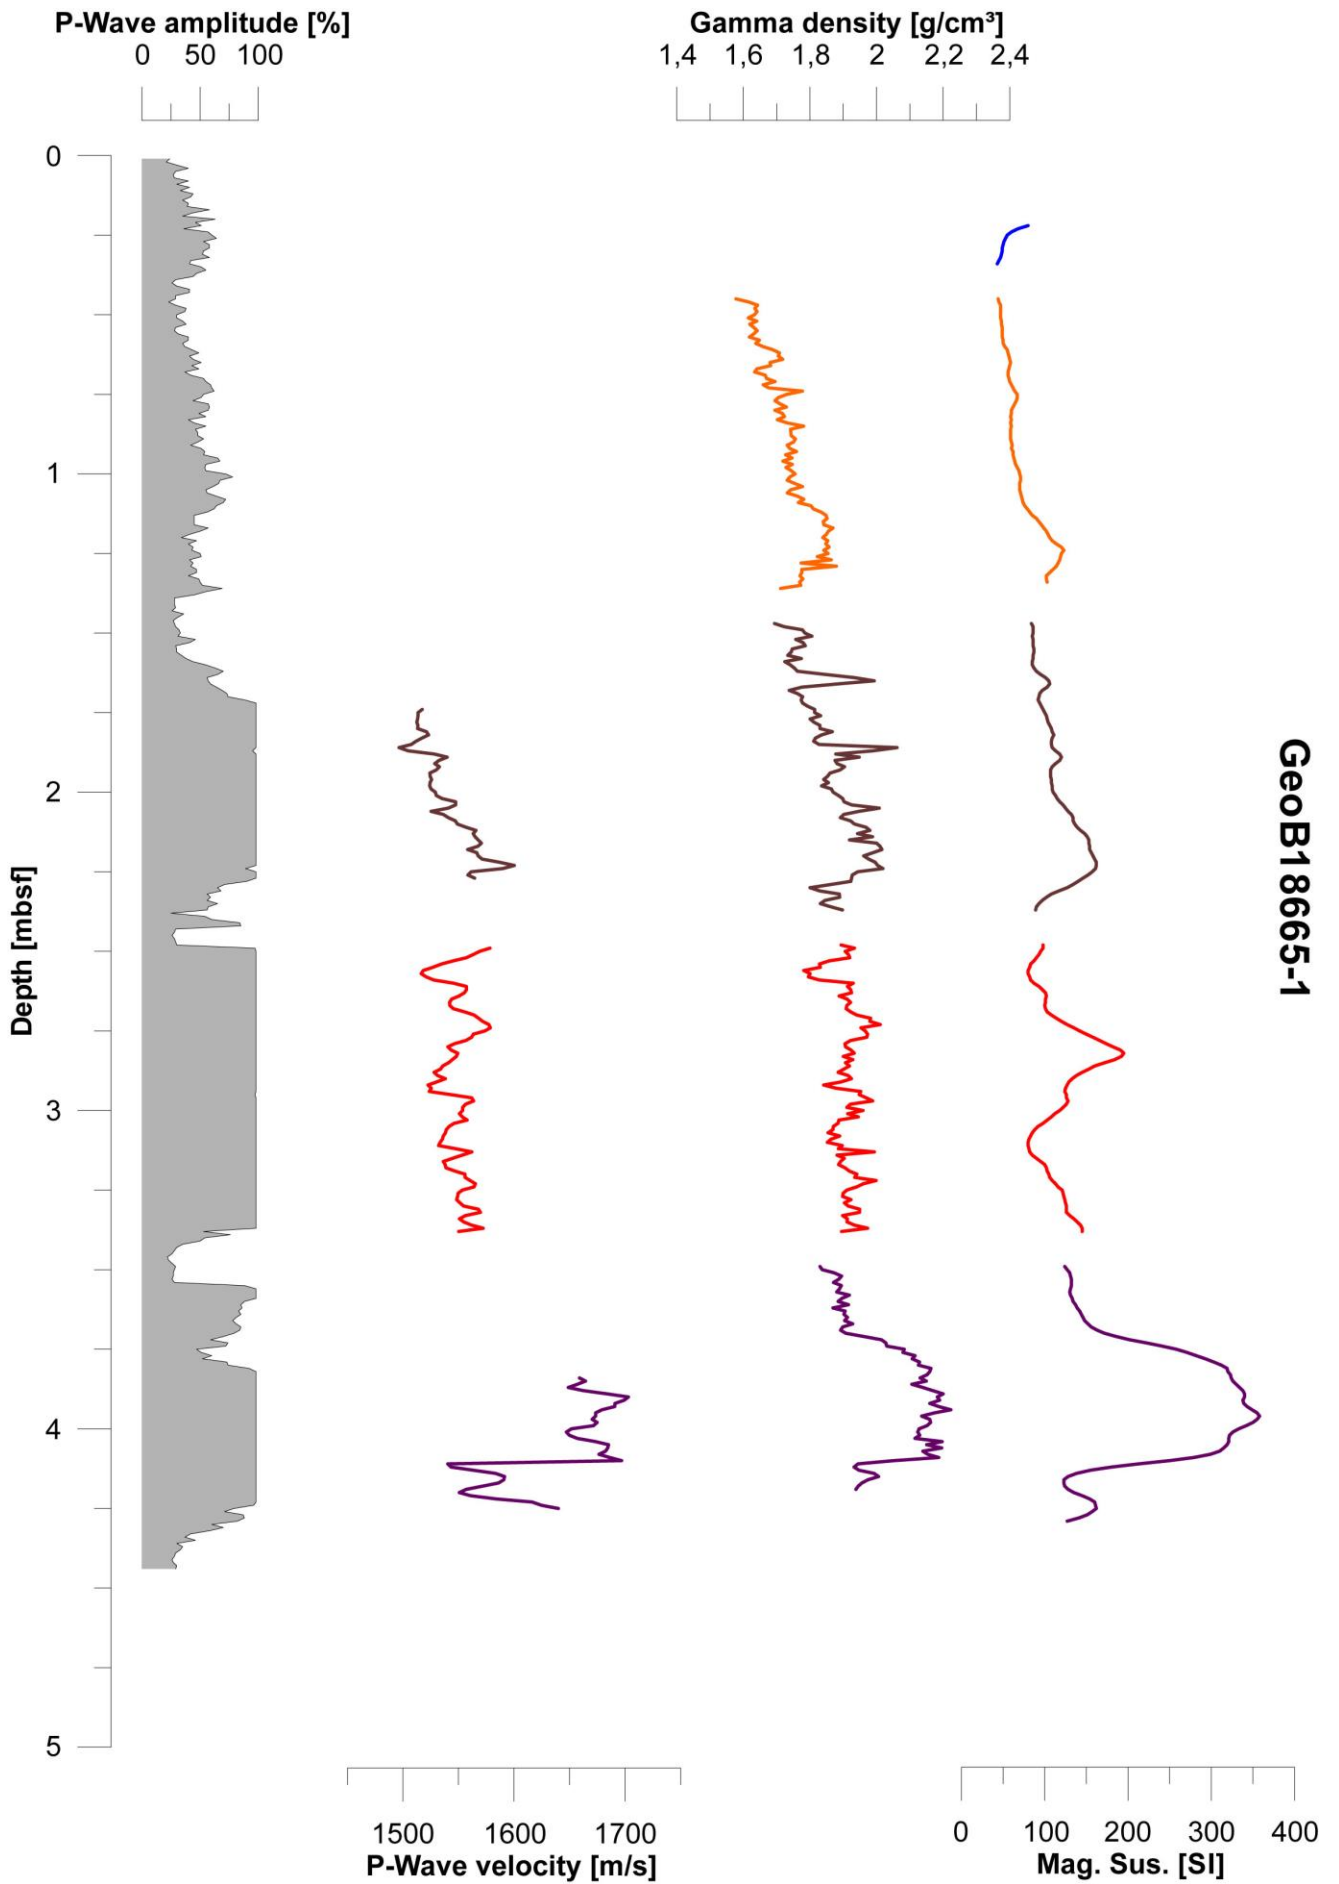 P-Wave amplitude [%]
0 50 100
Gamma density [g/cm³]
1,4 1,6 1,8 2 2,2 2,4
Depth [mbsf]
0
1
2
3
4
5
GeoB18665-1
1500 1600 1700
P-Wave velocity [m/s]
0 100 200 300 400
Mag. Sus. [SI]